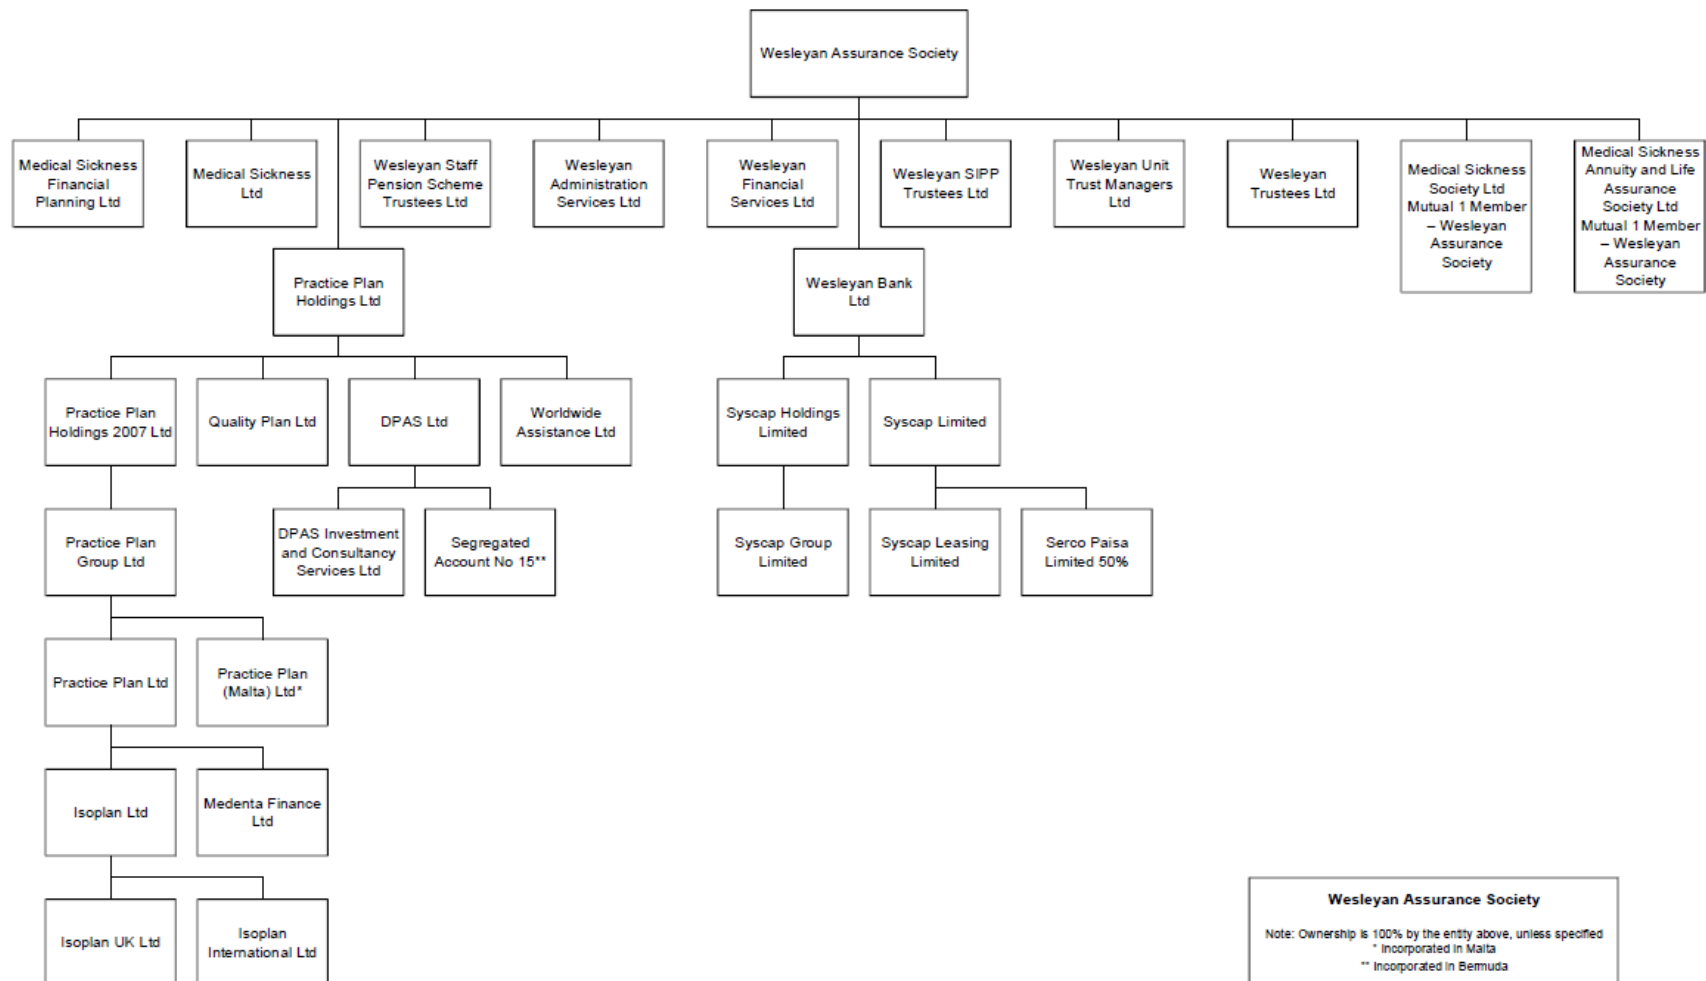 Wesleyan Assurance Society
Medical Sickness
Financial
Planning Ltd
Medical Sickness
Ltd
Wesleyan Staff
Pension Scheme
Trustees Ltd
Wesleyan
Administration
Services Ltd
Wesleyan
Financial
Services Ltd
Wesleyan SIPP
Trustees Ltd
Wesleyan Unit
Trust Managers
Ltd
Wesleyan
Trustees Ltd
Medical Sickness
Society Ltd
Mutual 1 Member
– Wesleyan
Assurance
Society
Medical Sickness
Annuity and Life
Assurance
Society Ltd
Mutual 1 Member
– Wesleyan
Assurance
Society
Practice Plan
Holdings Ltd
Wesleyan Bank
Ltd
Practice Plan
Holdings 2007 Ltd
Quality Plan Ltd
DPAS Ltd
Worldwide
Assistance Ltd
Syscap Holdings
Limited
Syscap Limited
Practice Plan
Group Ltd
DPAS Investment
and Consultancy
Services Ltd
Segregated
Account No 15**
Syscap Group
Limited
Syscap Leasing
Limited
Serco Paisa
Limited 50%
Practice Plan Ltd
Practice Plan
(Malta) Ltd*
Isoplan Ltd
Medenta Finance
Ltd
Isoplan UK Ltd
Isoplan
International Ltd
Wesleyan Assurance Society
Note: Ownership is 100% by the entity above, unless specified
* Incorporated in Malta
** Incorporated in Bermuda